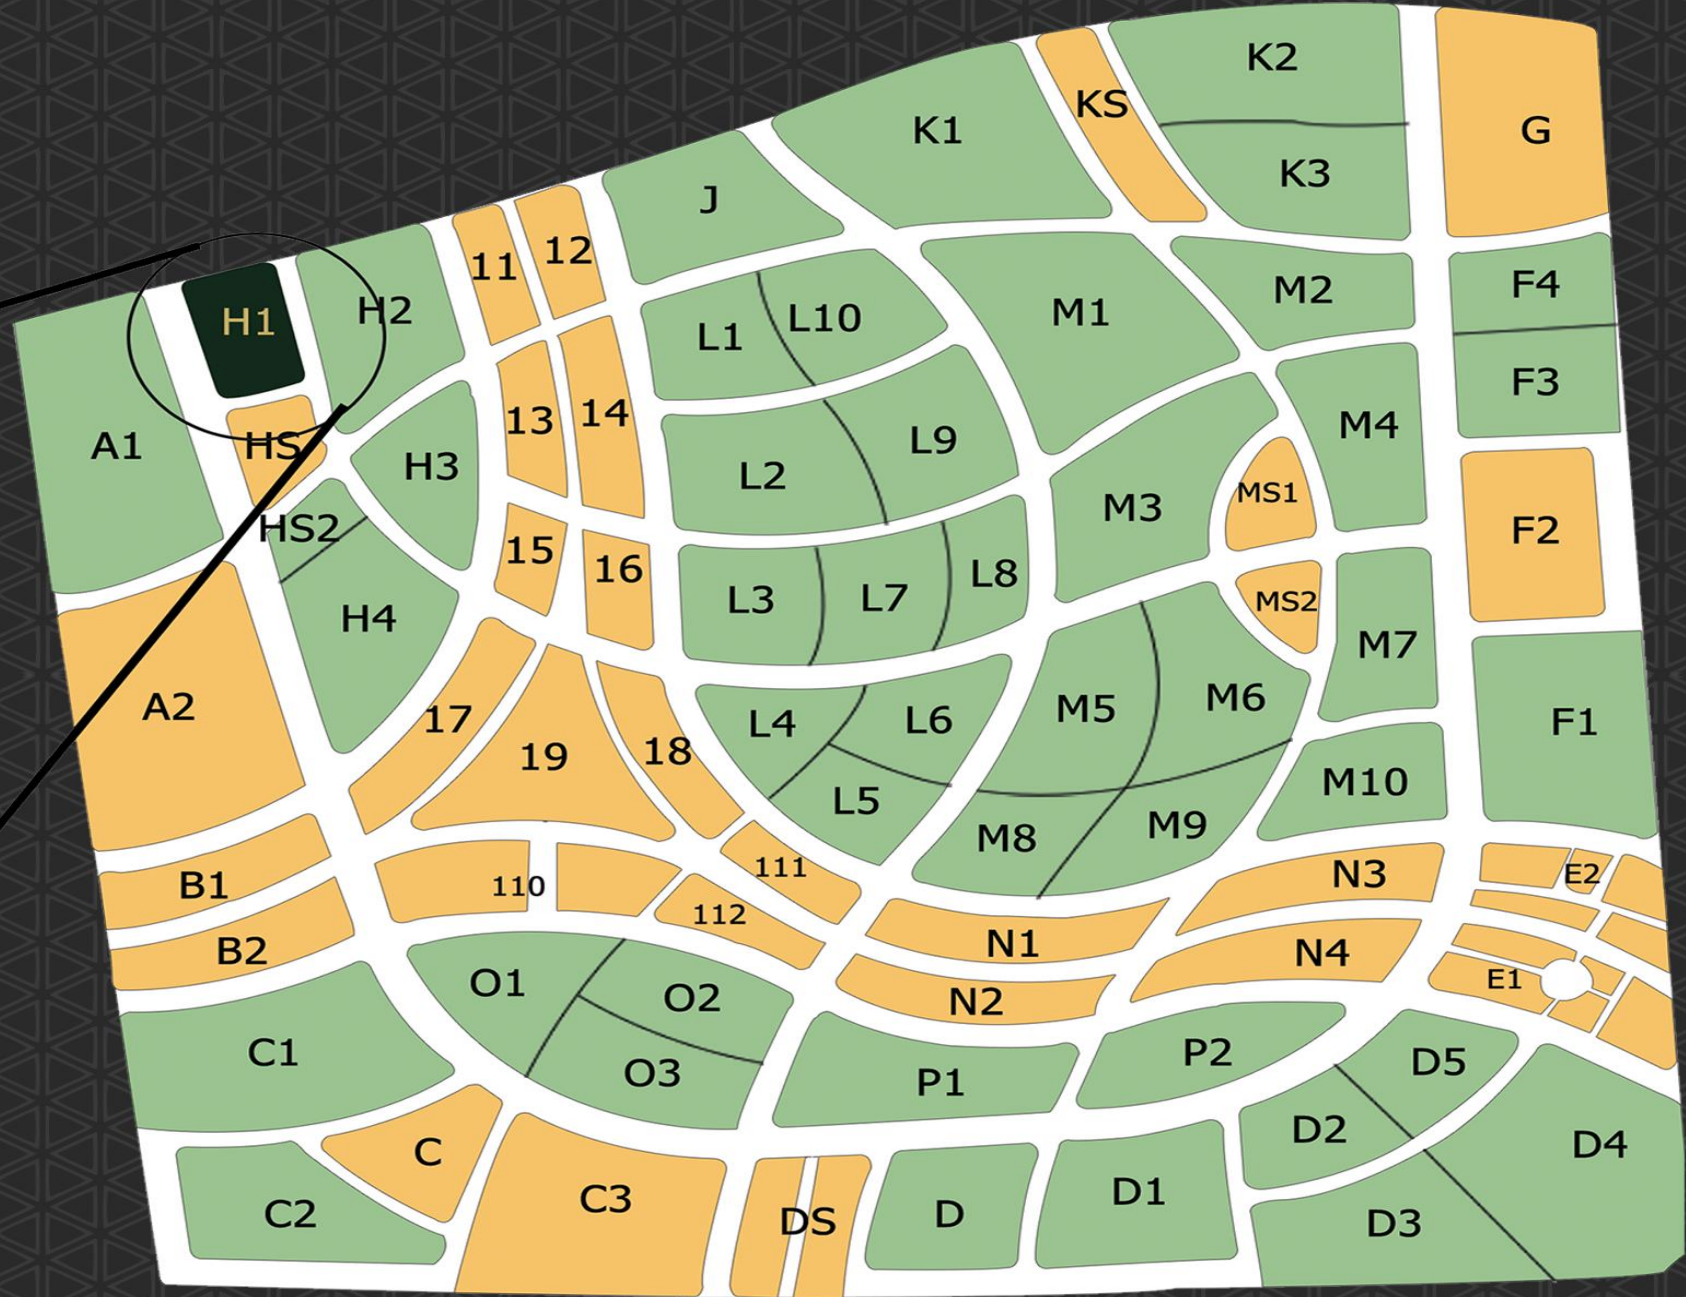 K2
KS
K1
G
K3
J
12
11
F4
M2
H2
M1
H1
L10
L1
F3
14
13
M4
L9
A1
HS
H3
L2
MS1
M3
HS2
F2
15
16
L8
L7
L3
MS2
H4
M7
M6
A2
M5
17
L6
L4
F1
18
19
M10
L5
M9
M8
111
E2
N3
B1
110
112
N1
B2
N4
E1
O1
O2
N2
C1
P2
D5
O3
P1
D2
D4
C
D1
C3
C2
D
DS
D3